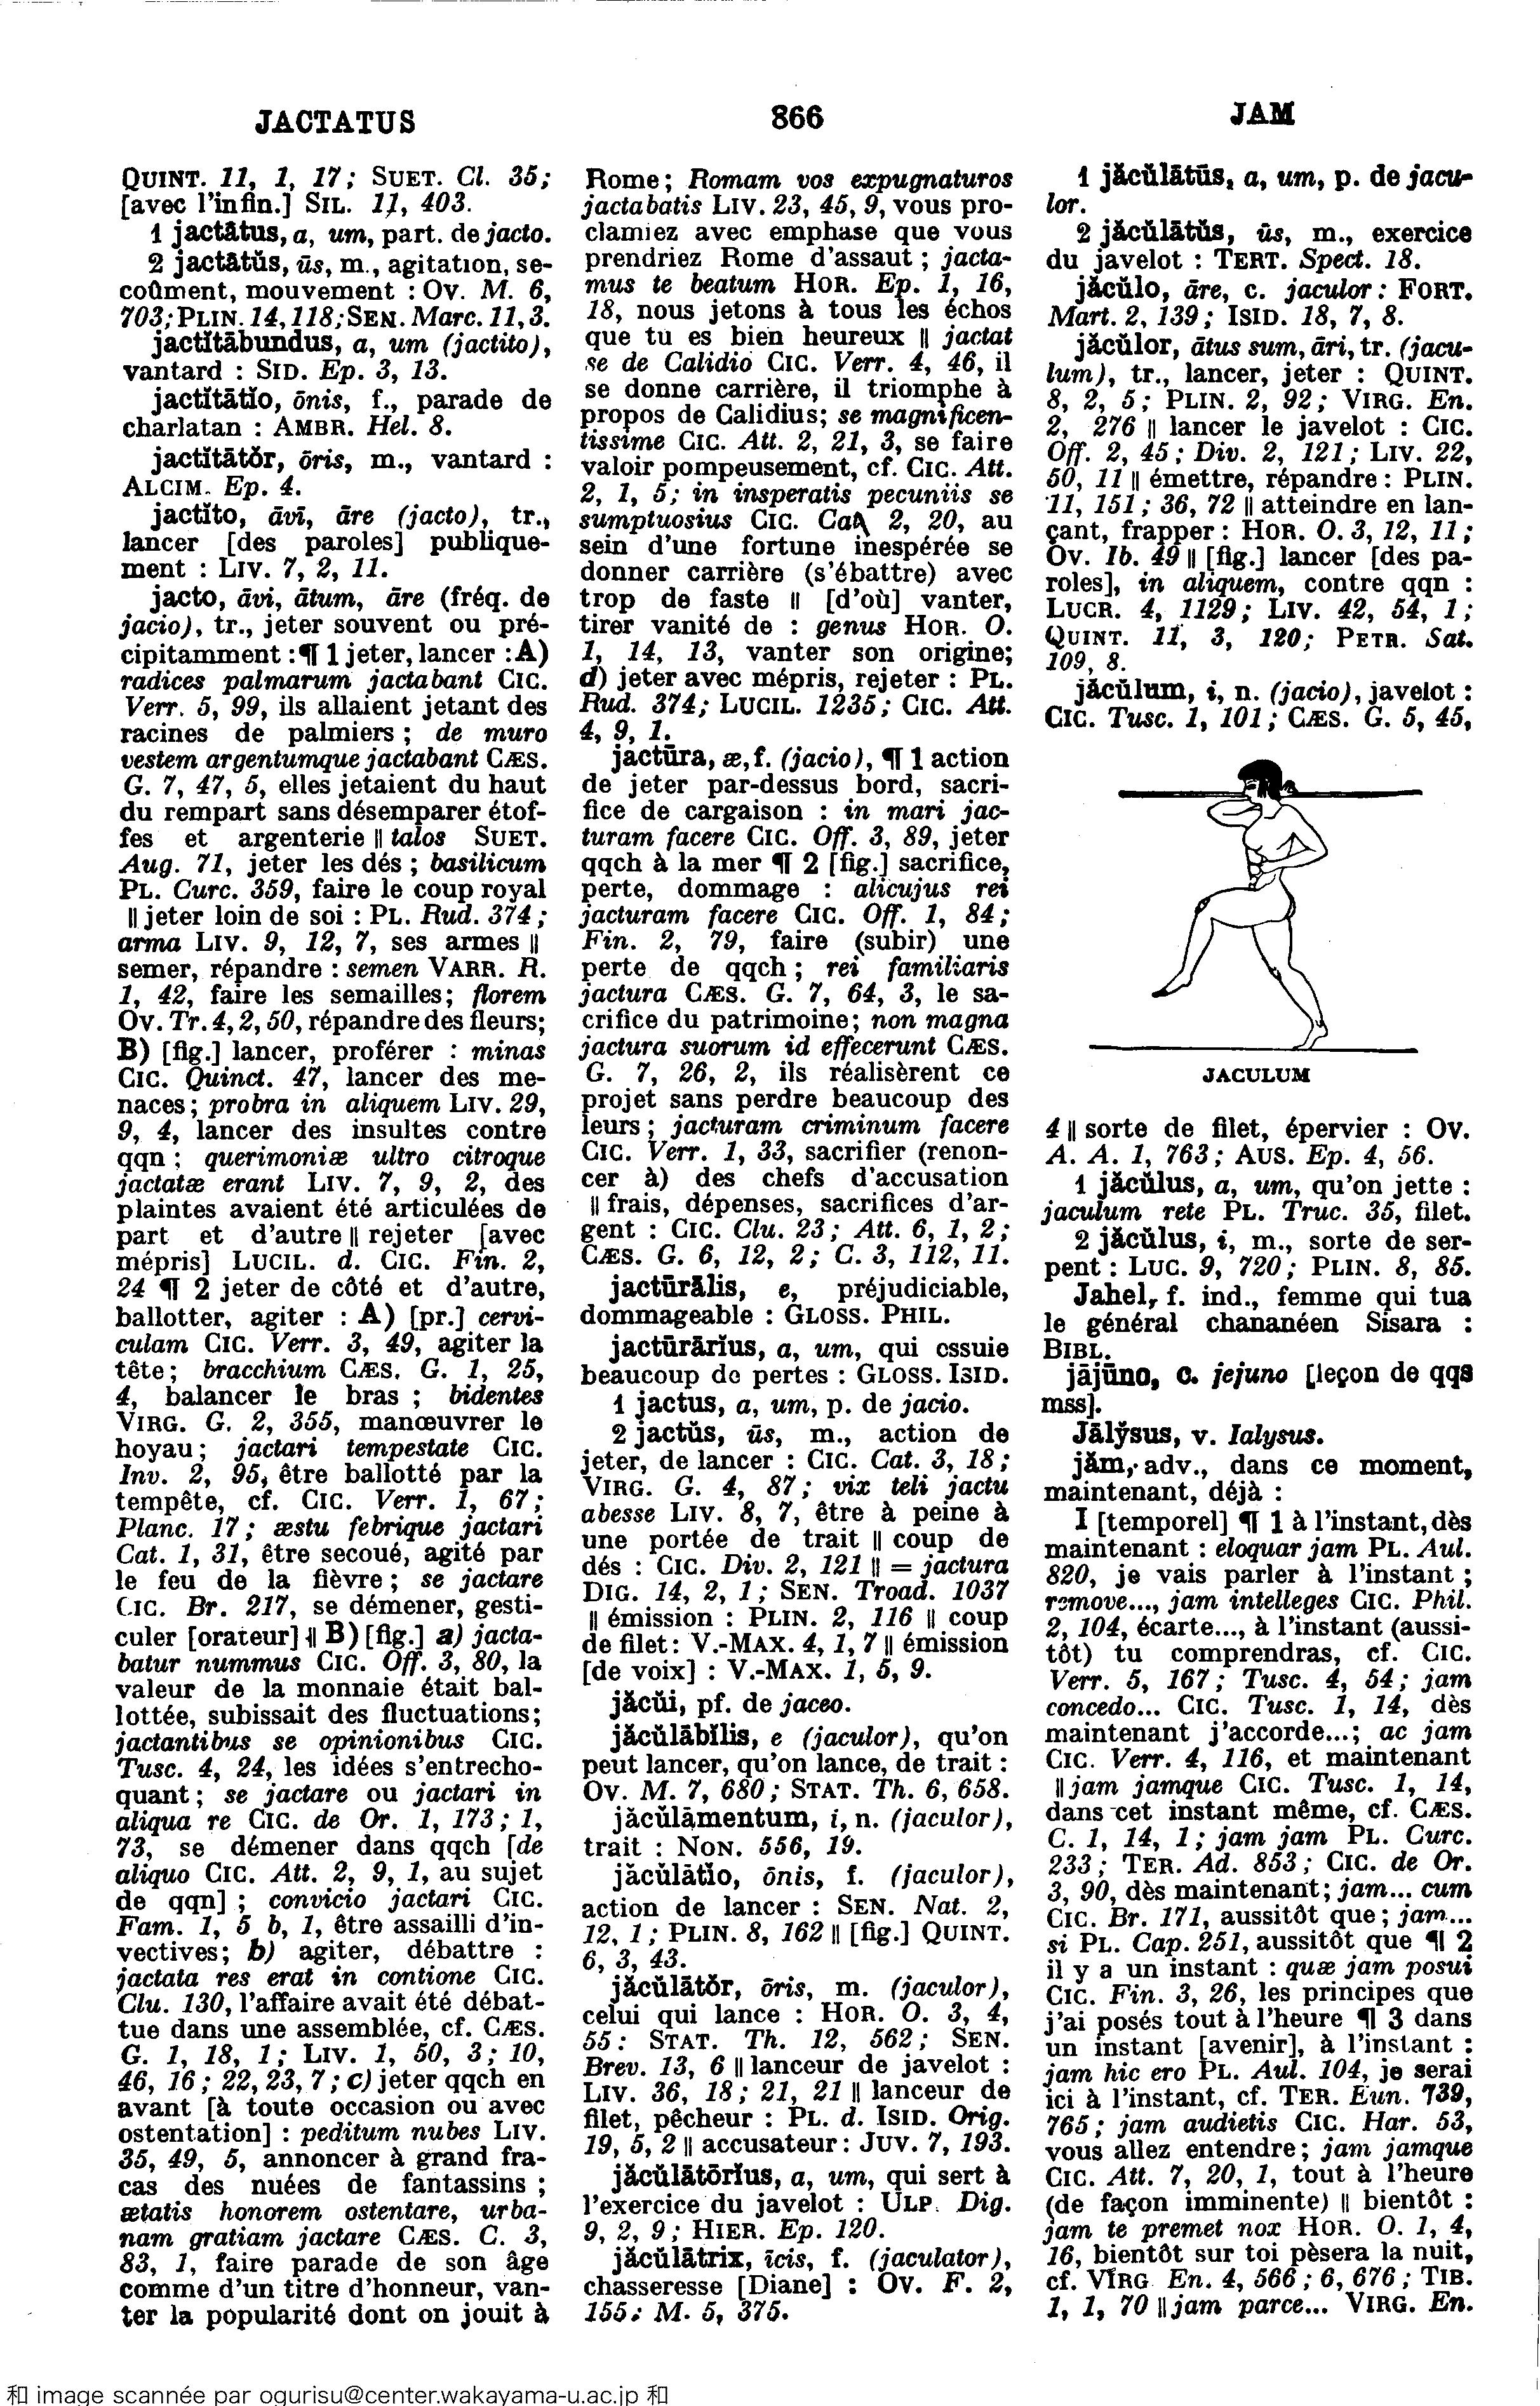 JACTATUS
866
JAM
QUINT. 11, 1, 17; SUET. Cl. 35;
[avec l'infin.] SIL. 11, 403.
1 jactātus, a, um, part. de jacto.
2 jactātŭs, ūs, m., agitation, se-
coûment, mouvement : OV. M. 6,
703; PLIN. 14, 118; SEN. Marc. 11, 3.
jactĭtābundus, a, um (jactito),
vantard : SID. Ep. 3, 13.
jactĭtātĭo, ōnis, f., parade de
charlatan : AMBR. Hel. 8.
jactĭtātŏr, ōris, m., vantard :
ALCIM. Ep. 4.
jactĭto, āvī, āre (jacto), tr.,
lancer [des paroles] publique-
ment : LIV. 7, 2, 11.
jacto, āvi, ātum, āre (fréq. de
jacio), tr., jeter souvent ou pré-
cipitamment : ¶ 1 jeter, lancer : A)
radices palmarum jactabant CIC.
Verr. 5, 99, ils allaient jetant des
racines de palmiers ; de muro
vestem argentumque jactabant CÆS.
G. 7, 47, 5, elles jetaient du haut
du rempart sans désemparer étof-
fes et argenterie || talos SUET.
Aug. 71, jeter les dés ; basilicum
PL. Curc. 359, faire le coup royal
|| jeter loin de soi : PL. Rud. 374 ;
arma LIV. 9, 12, 7, ses armes ||
semer, répandre : semen VARR. R.
1, 42, faire les semailles; florem
OV. Tr. 4, 2, 50, répandre des fleurs;
B) [fig.] lancer, proférer : minas
CIC. Quinct. 47, lancer des me-
naces ; probra in aliquem LIV. 29,
9, 4, lancer des insultes contre
qqn ; querimoniæ ultro citroque
jactatæ erant LIV. 7, 9, 2, des
plaintes avaient été articulées de
part et d'autre || rejeter [avec
mépris] LUCIL. d. CIC. Fin. 2,
24 ¶ 2 jeter de côté et d'autre,
ballotter, agiter : A) [pr.] cervi-
culam CIC. Verr. 3, 49, agiter la
tête ; bracchium CÆS. G. 1, 25,
4, balancer le bras ; bidentes
VIRG. G. 2, 355, manœuvrer le
hoyau ; jactari tempestate CIC.
Inv. 2, 95, être ballotté par la
tempête, cf. CIC. Verr. 1, 67 ;
Planc. 17 ; æstu febrique jactari
Cat. 1, 31, être secoué, agité par
le feu de la fièvre ; se jactare
CIC. Br. 217, se démener, gesti-
culer [orateur] || B) [fig.] a) jacta-
batur nummus CIC. Off. 3, 80, la
valeur de la monnaie était bal-
lottée, subissait des fluctuations;
jactantibus se opinionibus CIC.
Tusc. 4, 24, les idées s'entrecho-
quant ; se jactare ou jactari in
aliqua re CIC. de Or. 1, 173 ; 1,
73, se démener dans qqch [de
aliquo CIC. Att. 2, 9, 1, au sujet
de qqn] ; convicio jactari CIC.
Fam. 1, 5 b, 1, être assailli d'in-
vectives; b) agiter, débattre :
jactata res erat in contione CIC.
Clu. 130, l'affaire avait été débat-
tue dans une assemblée, cf. CÆS.
G. 1, 18, 1; LIV. 1, 50, 3; 10,
46, 16 ; 22, 23, 7 ; c) jeter qqch en
avant [à toute occasion ou avec
ostentation] : peditum nubes LIV.
35, 49, 5, annoncer à grand fra-
cas des nuées de fantassins ;
ætatis honorem ostentare, urba-
nam gratiam jactare CÆS. C. 3,
83, 1, faire parade de son âge
comme d'un titre d'honneur, van-
ter la popularité dont on jouit à
Rome ; Romam vos expugnaturos
jactabatis LIV. 23, 45, 9, vous pro-
clamiez avec emphase que vous
prendriez Rome d'assaut ; jacta-
mus te beatum HOR. Ep. 1, 16,
18, nous jetons à tous les échos
que tu es bien heureux || jactat
se de Calidio CIC. Verr. 4, 46, il
se donne carrière, il triomphe à
propos de Calidius; se magnificen-
tissime CIC. Att. 2, 21, 3, se faire
valoir pompeusement, cf. CIC. Att.
2, 1, 5; in insperatis pecuniis se
sumptuosius CIC. Cat. 2, 20, au
sein d'une fortune inespérée se
donner carrière (s'ébattre) avec
trop de faste || [d'où] vanter,
tirer vanité de : genus HOR. O.
1, 14, 13, vanter son origine;
d) jeter avec mépris, rejeter : PL.
Rud. 374; LUCIL. 1235; CIC. Att.
4, 9, 1.
jactūra, æ, f. (jacio), ¶ 1 action
de jeter par-dessus bord, sacri-
fice de cargaison : in mari jac-
turam facere CIC. Off. 3, 89, jeter
qqch à la mer ¶ 2 [fig.] sacrifice,
perte, dommage : alicujus rei
jacturam facere CIC. Off. 1, 84;
Fin. 2, 79, faire (subir) une
perte de qqch ; rei familiaris
jactura CÆS. G. 7, 64, 3, le sa-
crifice du patrimoine; non magna
jactura suorum id effecerunt CÆS.
G. 7, 26, 2, ils réalisèrent ce
projet sans perdre beaucoup des
leurs ; jacturam criminum facere
CIC. Verr. 1, 33, sacrifier (renon-
cer à) des chefs d'accusation
|| frais, dépenses, sacrifices d'ar-
gent : CIC. Clu. 23 ; Att. 6, 1, 2 ;
CÆS. G. 6, 12, 2; C. 3, 112, 11.
jactūrālis, e, préjudiciable,
dommageable : GLOSS. PHIL.
jactūrārĭus, a, um, qui essuie
beaucoup de pertes : GLOSS. ISID.
1 jactus, a, um, p. de jacio.
2 jactŭs, ūs, m., action de
jeter, de lancer : CIC. Cat. 3, 18 ;
VIRG. G. 4, 87; vix teli jactu
abesse LIV. 8, 7, être à peine à
une portée de trait || coup de
dés : CIC. Div. 2, 121 || = jactura
DIG. 14, 2, 1; SEN. Troad. 1037
|| émission : PLIN. 2, 116 || coup
de filet : V.-MAX. 4, 1, 7 || émission
[de voix] : V.-MAX. 1, 5, 9.
jăcŭi, pf. de jaceo.
jăcŭlābĭlis, e (jaculor), qu'on
peut lancer, qu'on lance, de trait :
OV. M. 7, 680 ; STAT. Th. 6, 658.
jăcŭlāmentum, i, n. (jaculor),
trait : NON. 556, 19.
jăcŭlātĭo, ōnis, f. (jaculor),
action de lancer : SEN. Nat. 2,
12, 1 ; PLIN. 8, 162 || [fig.] QUINT.
6, 3, 43.
jăcŭlātŏr, ōris, m. (jaculor),
celui qui lance : HOR. O. 3, 4,
55: STAT. Th. 12, 562; SEN.
Brev. 13, 6 || lanceur de javelot :
LIV. 36, 18; 21, 21 || lanceur de
filet, pêcheur : PL. d. ISID. Orig.
19, 5, 2 || accusateur : JUV. 7, 193.
jăcŭlātōrĭus, a, um, qui sert à
l'exercice du javelot : ULP. Dig.
9, 2, 9 ; HIER. Ep. 120.
jăcŭlātrix, īcis, f. (jaculator),
chasseresse [Diane] : OV. F. 2,
155; M. 5, 375.
1 jăcŭlātŭs, a, um, p. de jacu-
lor.
2 jăcŭlātŭs, ūs, m., exercice
du javelot : TERT. Spect. 18.
jăcŭlo, āre, c. jaculor : FORT.
Mart. 2, 139 ; ISID. 18, 7, 8.
jăcŭlor, ātus sum, āri, tr. (jacu-
lum), tr., lancer, jeter : QUINT.
8, 2, 5 ; PLIN. 2, 92 ; VIRG. En.
2, 276 || lancer le javelot : CIC.
Off. 2, 45 ; Div. 2, 121 ; LIV. 22,
50, 11 || émettre, répandre : PLIN.
11, 151 ; 36, 72 || atteindre en lan-
çant, frapper : HOR. O. 3, 12, 11 ;
OV. Ib. 49 || [fig.] lancer [des pa-
roles], in aliquem, contre qqn :
LUCR. 4, 1129; LIV. 42, 54, 1;
QUINT. 11, 3, 120; PETR. Sat.
109, 8.
jăcŭlum, i, n. (jacio), javelot :
CIC. Tusc. 1, 101 ; CÆS. G. 5, 45,
JACULUM
4 || sorte de filet, épervier : OV.
A. A. 1, 763 ; AUS. Ep. 4, 56.
1 jăcŭlus, a, um, qu'on jette :
jaculum rete PL. Truc. 35, filet.
2 jăcŭlus, i, m., sorte de ser-
pent : LUC. 9, 720 ; PLIN. 8, 85.
Jahel, f. ind., femme qui tua
le général chananéen Sisara :
BIBL.
jājūno, c. jejuno [leçon de qqs
mss].
Jālȳsus, v. Ialysus.
jăm, adv., dans ce moment,
maintenant, déjà :
I [temporel] ¶ 1 à l'instant, dès
maintenant : eloquar jam PL. Aul.
820, je vais parler à l'instant ;
remove..., jam intelleges CIC. Phil.
2, 104, écarte..., à l'instant (aussi-
tôt) tu comprendras, cf. CIC.
Verr. 5, 167 ; Tusc. 4, 54 ; jam
concedo... CIC. Tusc. 1, 14, dès
maintenant j'accorde...; ac jam
CIC. Verr. 4, 116, et maintenant
|| jam jamque CIC. Tusc. 1, 14,
dans cet instant même, cf. CÆS.
C. 1, 14, 1 ; jam jam PL. Curc.
233 ; TER. Ad. 853 ; CIC. de Or.
3, 90, dès maintenant ; jam... cum
CIC. Br. 171, aussitôt que ; jam...
si PL. Cap. 251, aussitôt que ¶ 2
il y a un instant : quæ jam posui
CIC. Fin. 3, 26, les principes que
j'ai posés tout à l'heure ¶ 3 dans
un instant [avenir], à l'instant :
jam hic ero PL. Aul. 104, je serai
ici à l'instant, cf. TER. Eun. 739,
765 ; jam audietis CIC. Har. 53,
vous allez entendre ; jam jamque
CIC. Att. 7, 20, 1, tout à l'heure
(de façon imminente) || bientôt :
jam te premet nox HOR. O. 1, 4,
16, bientôt sur toi pèsera la nuit,
cf. VIRG En. 4, 566 ; 6, 676 ; TIB.
1, 1, 70 || jam parce... VIRG. En.
和 image scannée par ogurisu@center.wakayama-u.ac.jp 和